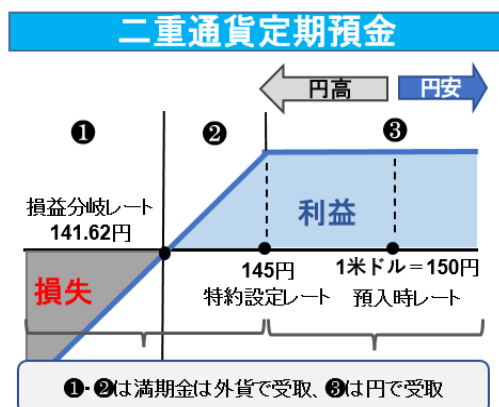 二重通貨定期預金
円高
円安
❶
❷
❸
損益分岐レート
141.62円
利益
損失
145円
特約設定レート
1米ドル＝150円
預入時レート
❶・❷は満期金は外貨で受取、❸は円で受取